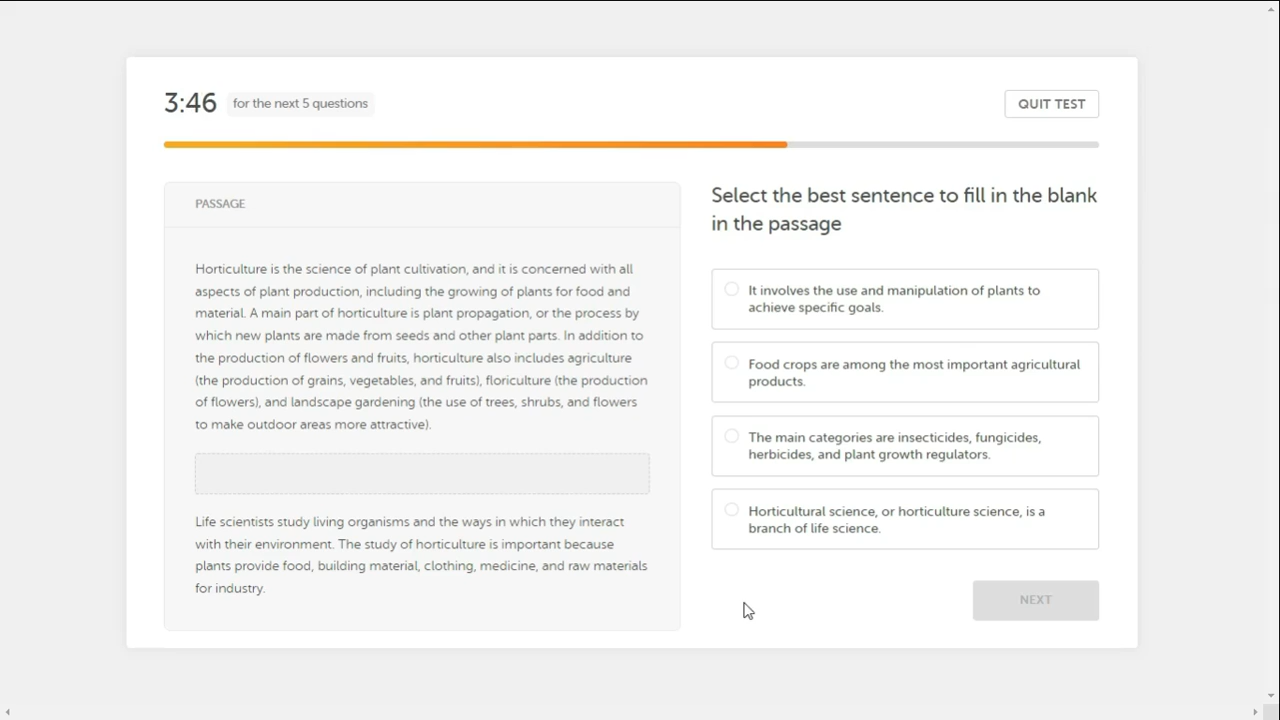 3:46 for the next 5 questions
QUIT TEST
PASSAGE
Horticulture is the science of plant cultivation, and it is concerned with all
aspects of plant production, including the growing of plants for food and
material. A main part of horticulture is plant propagation, or the process by
which new plants are made from seeds and other plant parts. In addition to
the production of flowers and fruits, horticulture also includes agriculture
(the production of grains, vegetables, and fruits), floriculture (the production
of flowers), and landscape gardening (the use of trees, shrubs, and flowers
to make outdoor areas more attractive).
Life scientists study living organisms and the ways in which they interact
with their environment. The study of horticulture is important because
plants provide food, building material, clothing, medicine, and raw materials
for industry.
Select the best sentence to fill in the blank
in the passage
It involves the use and manipulation of plants to
achieve specific goals.
Food crops are among the most important agricultural
products.
The main categories are insecticides, fungicides,
herbicides, and plant growth regulators.
Horticultural science, or horticulture science, is a
branch of life science.
NEXT